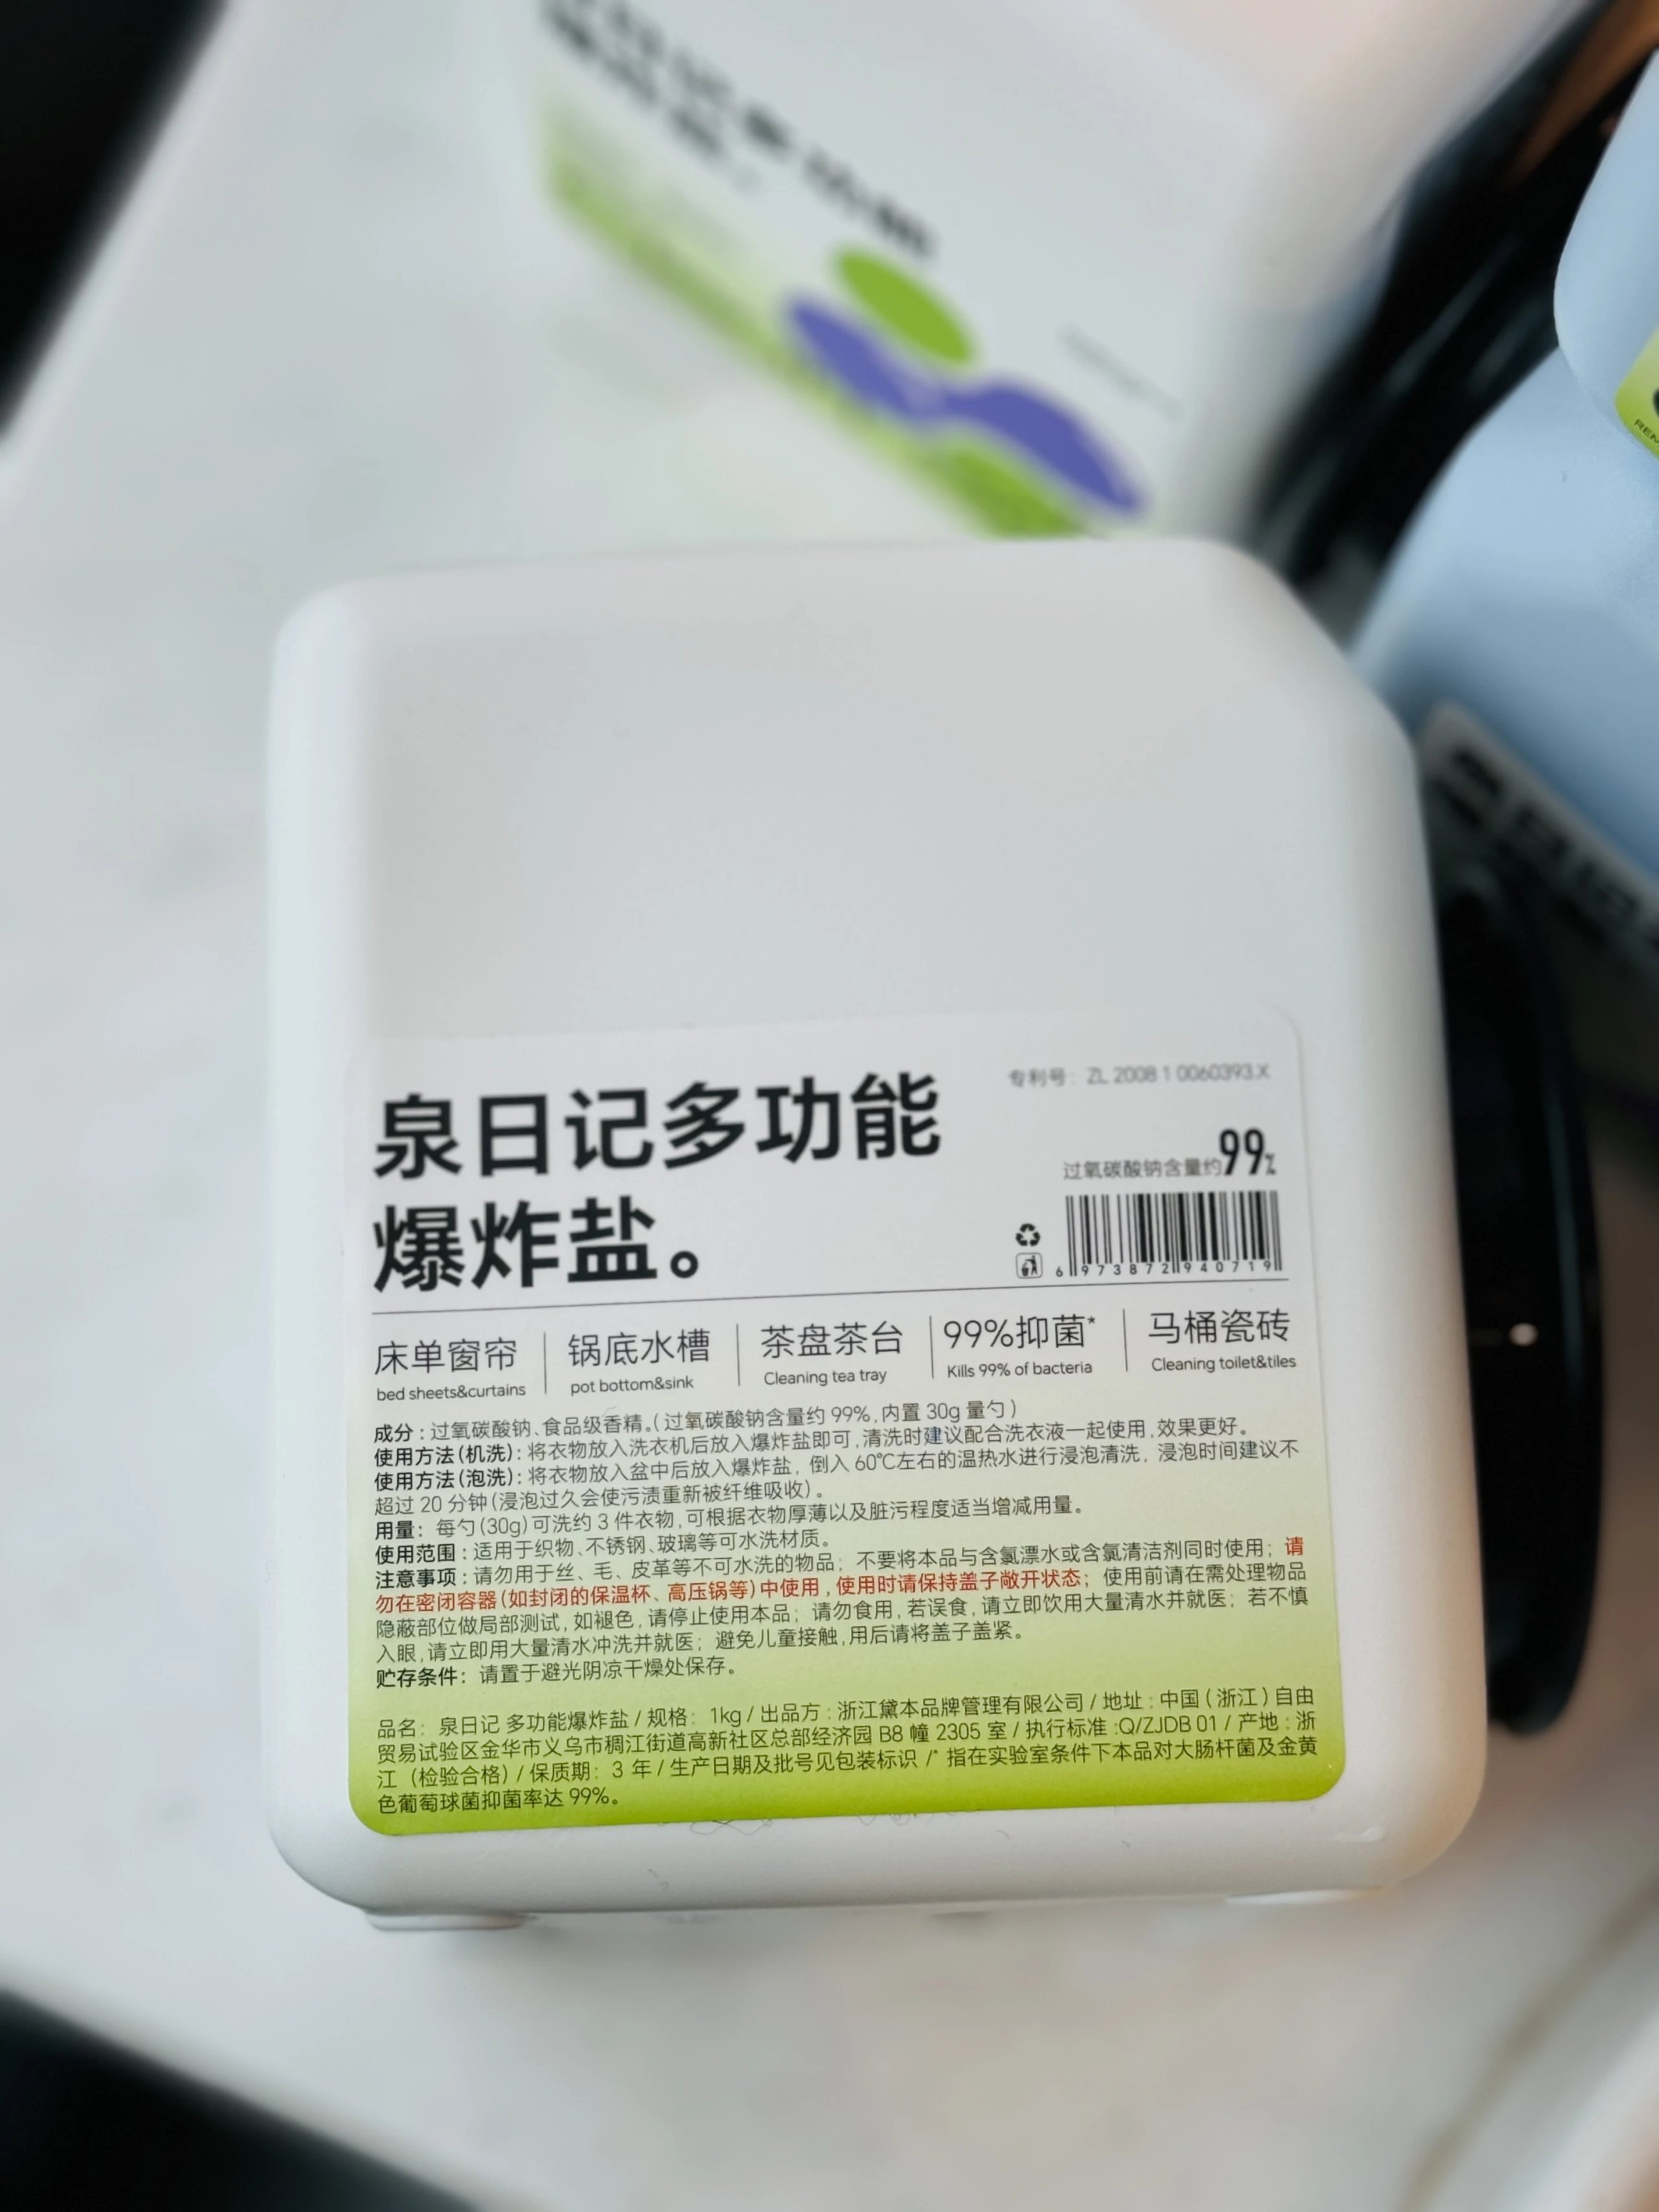 泉日记多功能
爆炸盐。
专利号: ZL 2008 1 0060393.X
过氧碳酸钠含量约99%
6 973872 940719
床单窗帘
bed sheets&curtains
锅底水槽
pot bottom&sink
茶盘茶台
Cleaning tea tray
99%抑菌*
Kills 99% of bacteria
马桶瓷砖
Cleaning toilet&tiles
成分:过氧碳酸钠、食品级香精。(过氧碳酸钠含量约 99%,内置 30g 量勺)
使用方法(机洗):将衣物放入洗衣机后放入爆炸盐即可,清洗时建议配合洗衣液一起使用,效果更好。
使用方法(泡洗):将衣物放入盆中后放入爆炸盐, 倒入 60℃左右的温热水进行浸泡清洗, 浸泡时间建议不
超过 20 分钟(浸泡过久会使污渍重新被纤维吸收)。
用量: 每勺(30g)可洗约 3 件衣物,可根据衣物厚薄以及脏污程度适当增减用量。
使用范围:适用于织物、不锈钢、玻璃等可水洗材质。
注意事项:请勿用于丝、毛、皮革等不可水洗的物品; 不要将本品与含氯漂水或含氯清洁剂同时使用; 请
勿在密闭容器(如封闭的保温杯、高压锅等)中使用,使用时请保持盖子敞开状态; 使用前请在需处理物品
隐蔽部位做局部测试,如褪色,请停止使用本品; 请勿食用,若误食,请立即饮用大量清水并就医; 若不慎
入眼,请立即用大量清水冲洗并就医; 避免儿童接触,用后请将盖子盖紧。
贮存条件: 请置于避光阴凉干燥处保存。
品名: 泉日记 多功能爆炸盐 / 规格: 1kg / 出品方:浙江黛本品牌管理有限公司 / 地址:中国(浙江)自由
贸易试验区金华市义乌市稠江街道高新社区总部经济园 B8 幢 2305 室 / 执行标准:Q/ZJDB 01 / 产地:浙
江 (检验合格) / 保质期: 3 年 / 生产日期及批号见包装标识 /* 指在实验室条件下本品对大肠杆菌及金黄
色葡萄球菌抑菌率达 99%。